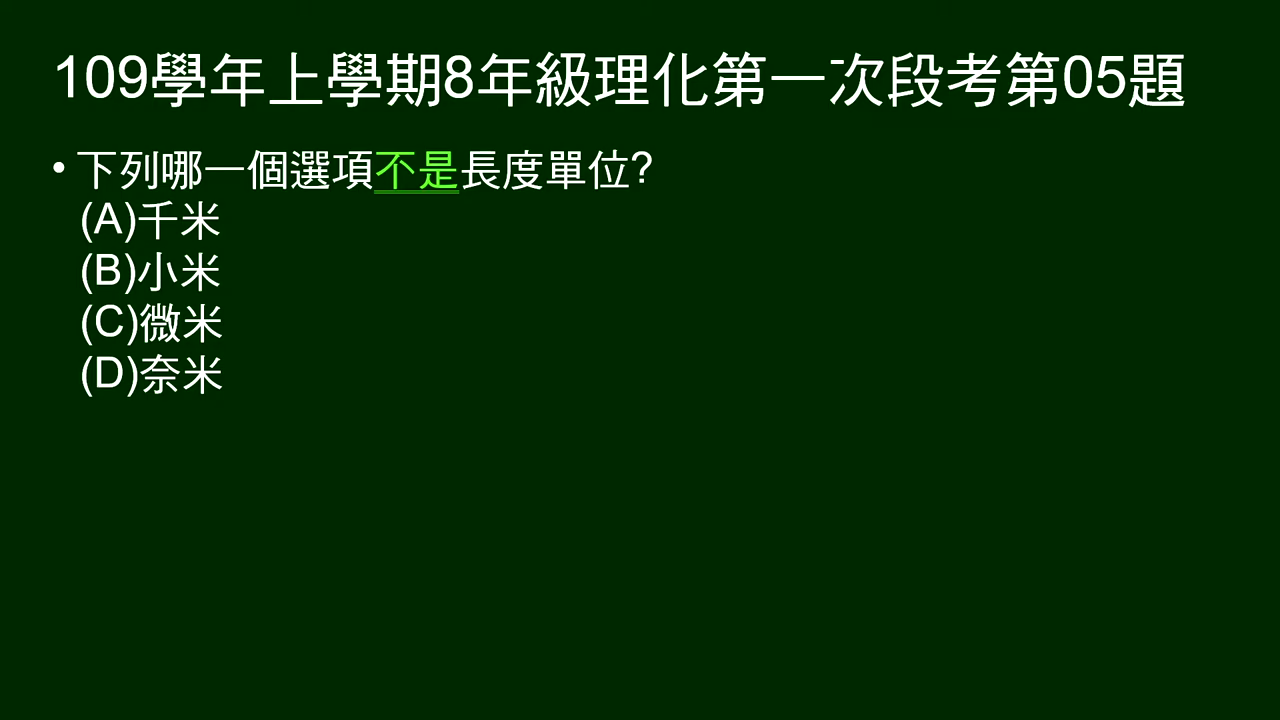 109學年上學期8年級理化第一次段考第05題
• 下列哪一個選項不是長度單位?
(A)千米
(B)小米
(C)微米
(D)奈米